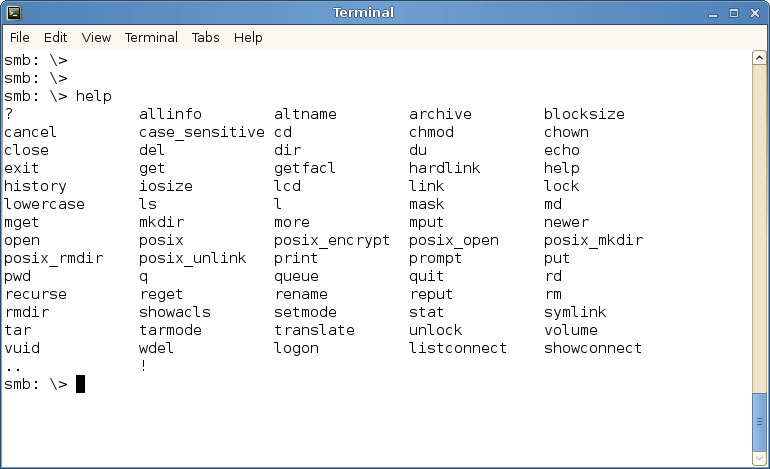 Terminal
File Edit View Terminal Tabs Help
smb: \>
smb: \>
smb: \> help
? allinfo altname archive blocksize
cancel case_sensitive cd chmod chown
close del dir du echo
exit get getfacl hardlink help
history iosize lcd link lock
lowercase ls l mask md
mget mkdir more mput newer
open posix posix_encrypt posix_open posix_mkdir
posix_rmdir posix_unlink print prompt put
pwd q queue quit rd
recurse reget rename reput rm
rmdir showacls setmode stat symlink
tar tarmode translate unlock volume
vuid wdel logon listconnect showconnect
.. !
smb: \>